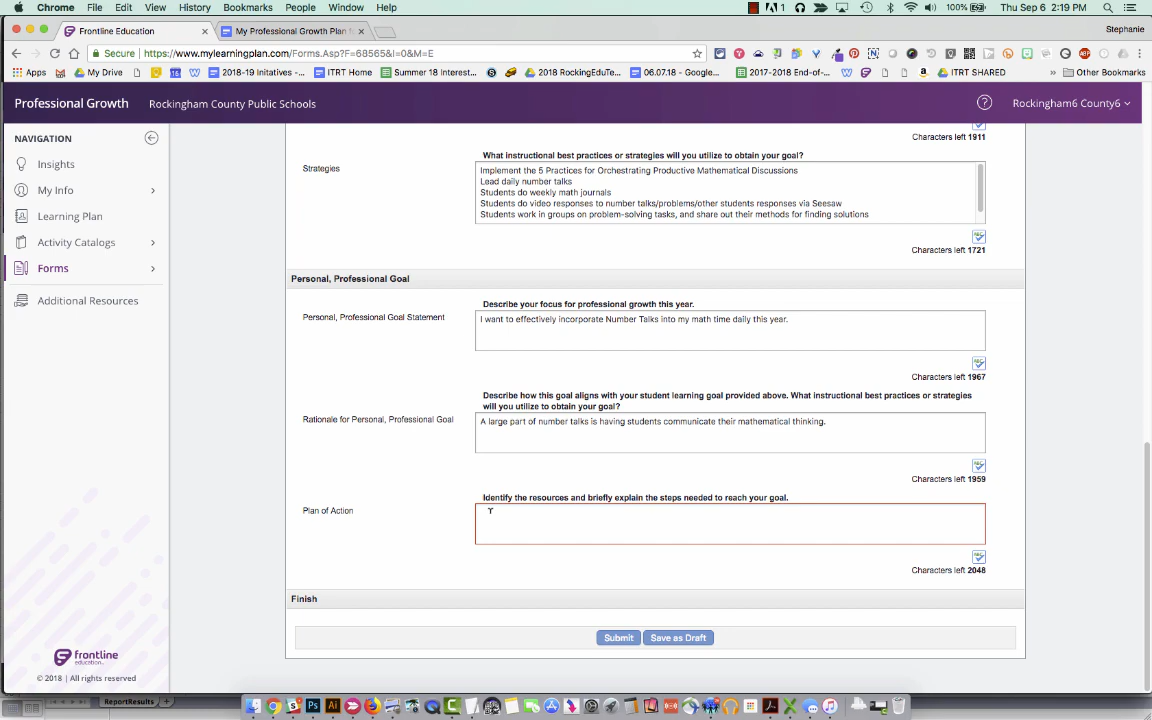 Chrome File Edit View History Bookmarks People Window Help 1 100% Thu Sep 6 2:19 PM
Frontline Education My Professional Growth Plan fo Stephanie
Secure https://www.mylearningplan.com/Forms.Asp?F=68565&I=0&M=E
Apps My Drive 16 2018-19 Initatives -... ITRT Home Summer 18 Interest... 2018 RockingEduTe... 06.07.18 - Google... 2017-2018 End-of-... ITRT SHARED » Other Bookmarks
Professional Growth Rockingham County Public Schools Rockingham6 County6
NAVIGATION
Insights
My Info
Learning Plan
Activity Catalogs
Forms
Additional Resources
Characters left 1911
What instructional best practices or strategies will you utilize to obtain your goal?
Strategies
Implement the 5 Practices for Orchestrating Productive Mathematical Discussions
Lead daily number talks
Students do weekly math journals
Students do video responses to number talks/problems/other students responses via Seesaw
Students work in groups on problem-solving tasks, and share out their methods for finding solutions
Characters left 1721
Personal, Professional Goal
Describe your focus for professional growth this year.
Personal, Professional Goal Statement
I want to effectively incorporate Number Talks into my math time daily this year.
Characters left 1967
Describe how this goal aligns with your student learning goal provided above. What instructional best practices or strategies
will you utilize to obtain your goal?
Rationale for Personal, Professional Goal
A large part of number talks is having students communicate their mathematical thinking.
Characters left 1959
Identify the resources and briefly explain the steps needed to reach your goal.
Plan of Action
Characters left 2048
Finish
Submit Save as Draft
frontline
education
© 2018 | All rights reserved
ReportResults